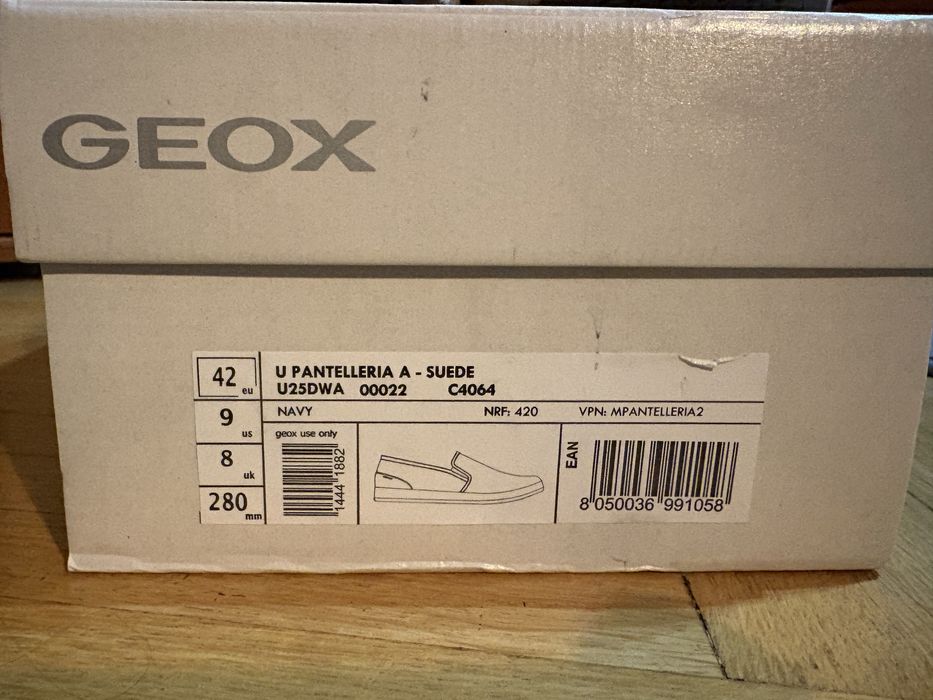 GEOX
42 eu
U PANTELLERIA A - SUEDE
U25DWA 00022 C4064
9 us
NAVY NRF: 420 VPN: MPANTELLERIA2
geox use only
8 uk
280 mm
1444 1882
EAN
8 050036 991058